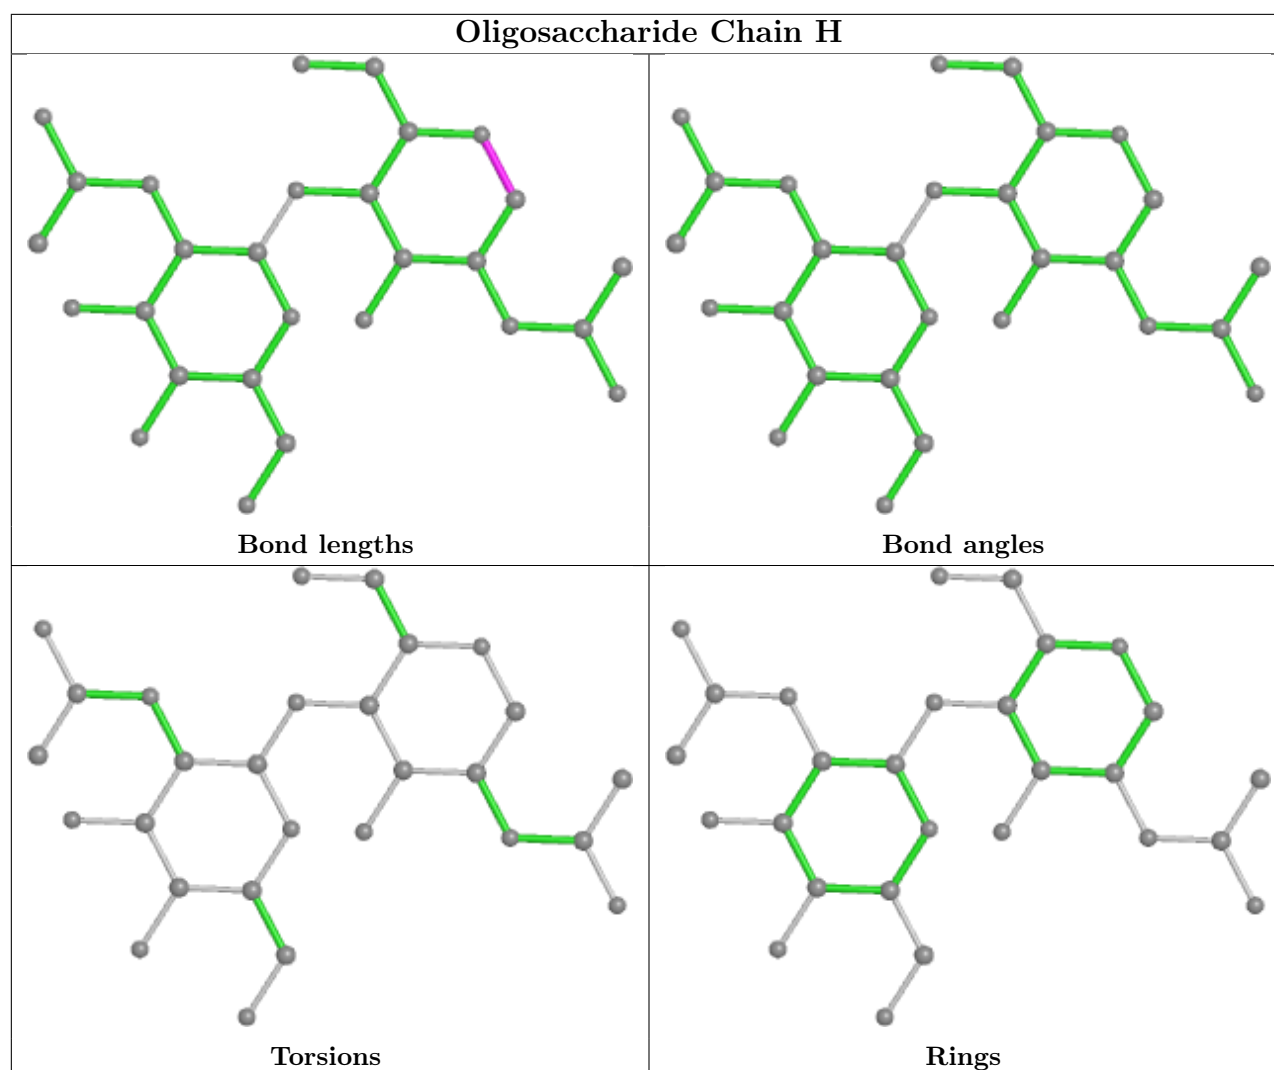 Oligosaccharide Chain H
Bond lengths
Bond angles
Torsions
Rings